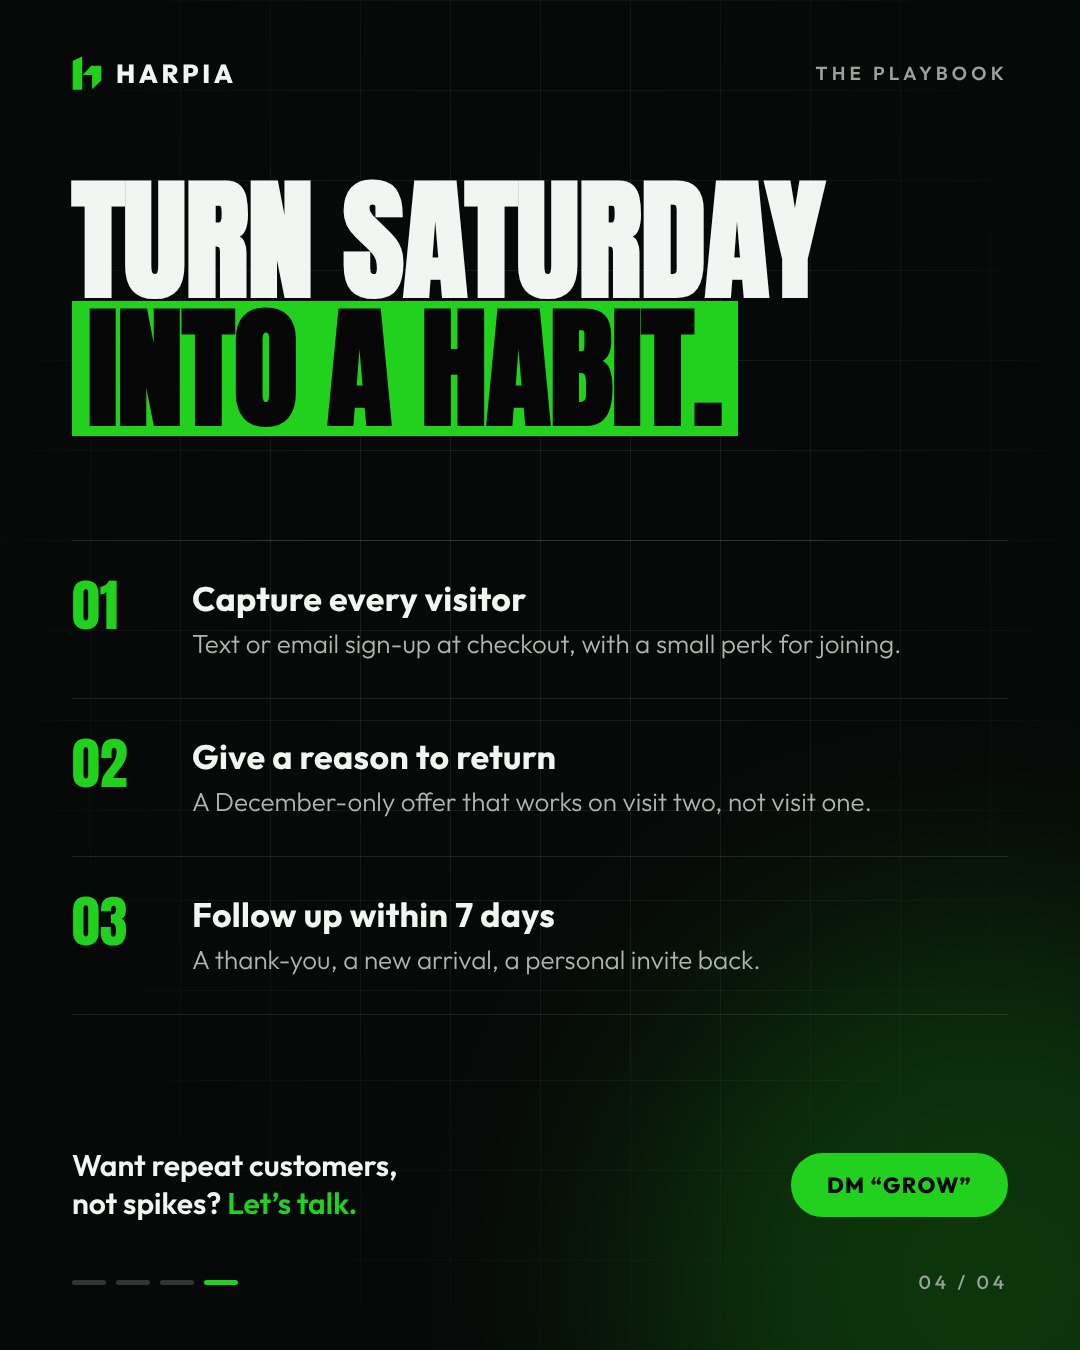 HARPIA
THE PLAYBOOK
TURN SATURDAY
INTO A HABIT.
01
Capture every visitor
Text or email sign-up at checkout, with a small perk for joining.
02
Give a reason to return
A December-only offer that works on visit two, not visit one.
03
Follow up within 7 days
A thank-you, a new arrival, a personal invite back.
Want repeat customers,
not spikes? Let’s talk.
DM “GROW”
04 / 04